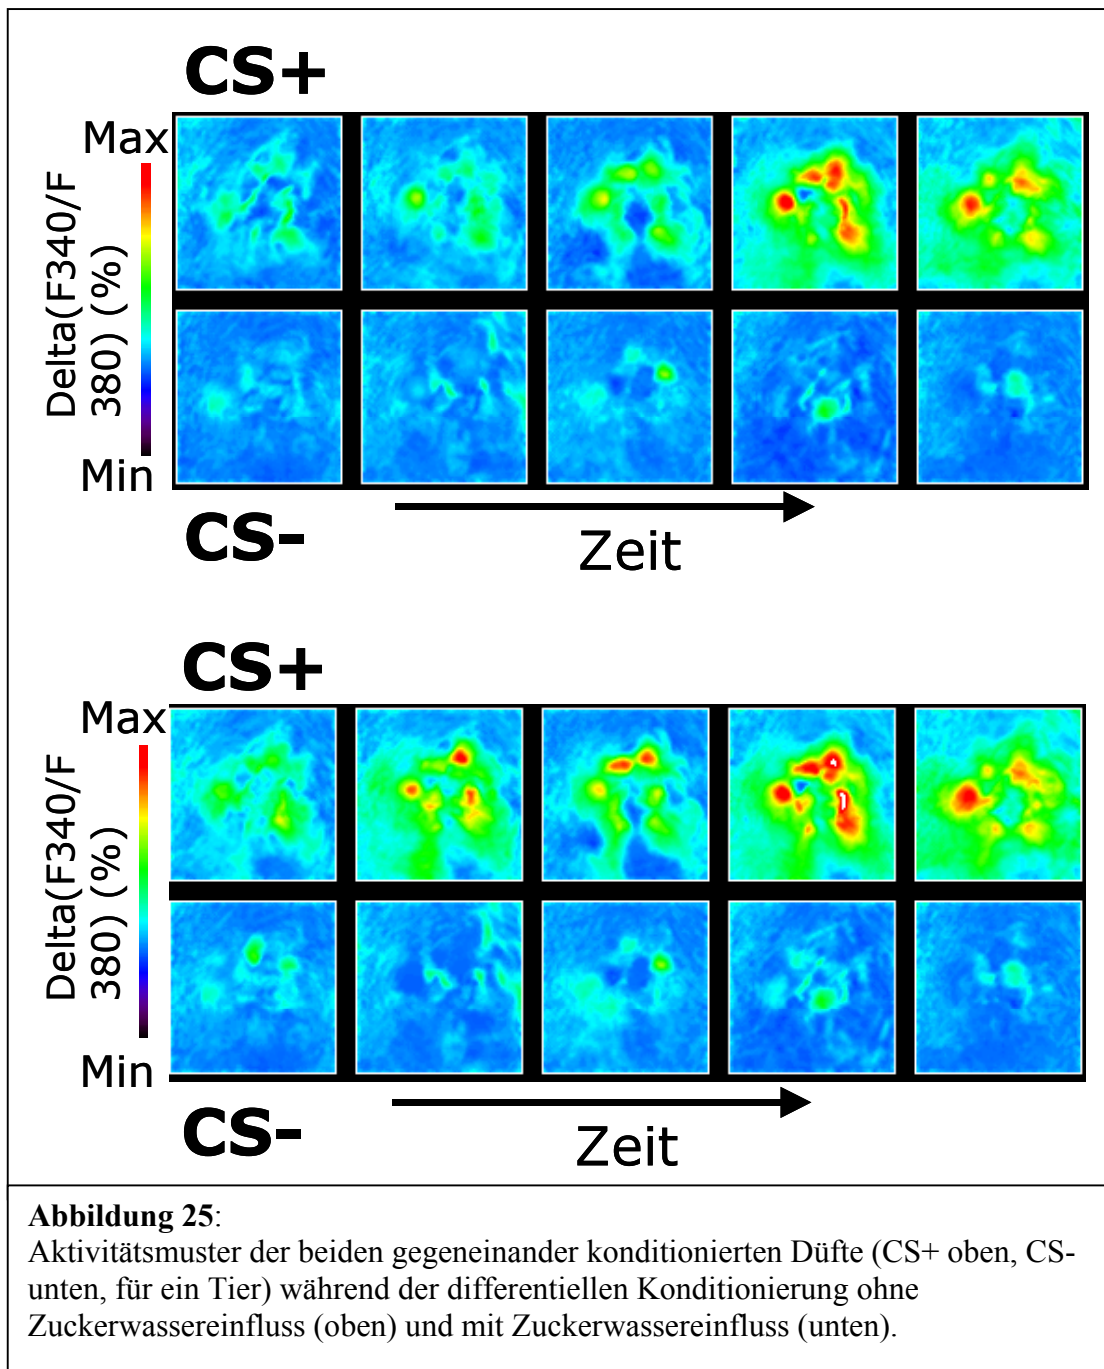 CS+
Max
Delta(F340/F
380) (%)
Min
CS-
Zeit
CS+
Max
Delta(F340/F
380) (%)
Min
CS-
Zeit
Abbildung 25:
Aktivitätsmuster der beiden gegeneinander konditionierten Düfte (CS+ oben, CS-
unten, für ein Tier) während der differentiellen Konditionierung ohne
Zuckerwassereinfluss (oben) und mit Zuckerwassereinfluss (unten).